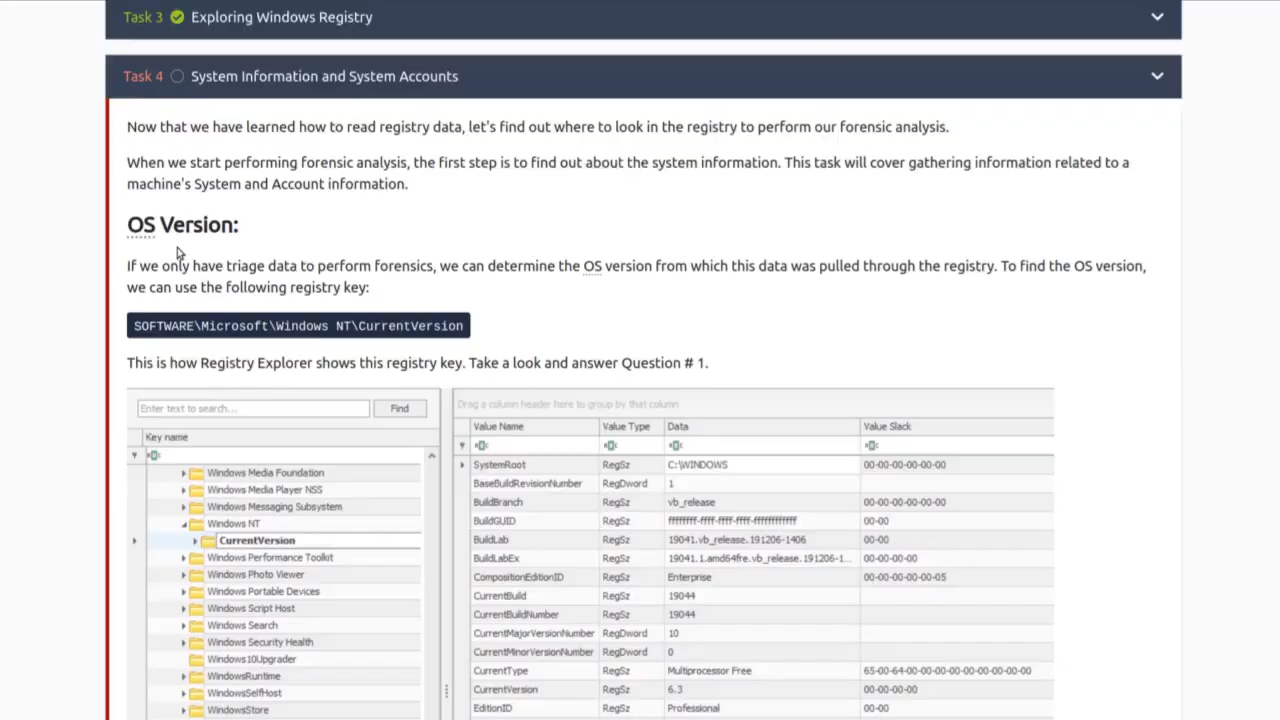 Task 3 Exploring Windows Registry
Task 4 System Information and System Accounts
Now that we have learned how to read registry data, let's find out where to look in the registry to perform our forensic analysis.
When we start performing forensic analysis, the first step is to find out about the system information. This task will cover gathering information related to a
machine's System and Account information.
OS Version:
If we only have triage data to perform forensics, we can determine the OS version from which this data was pulled through the registry. To find the OS version,
we can use the following registry key:
SOFTWARE\Microsoft\Windows NT\CurrentVersion
This is how Registry Explorer shows this registry key. Take a look and answer Question # 1.
Enter text to search... Find
Key name
Windows Media Foundation
Windows Media Player NSS
Windows Messaging Subsystem
Windows NT
CurrentVersion
Windows Performance Toolkit
Windows Photo Viewer
Windows Portable Devices
Windows Script Host
Windows Search
Windows Security Health
Windows10Upgrader
WindowsRuntime
WindowsSelfHost
WindowsStore
Drag a column header here to group by that column
Value Name Value Type Data Value Slack
SystemRoot RegSz C:\WINDOWS 00-00-00-00-00-00
BaseBuildRevisionNumber RegDword 1
BuildBranch RegSz vb_release 00-00-00-00-00-00
BuildGUID RegSz ffffffff-ffff-ffff-ffff-ffffffffffff 00-00
BuildLab RegSz 19041.vb_release.191206-1406 00-00
BuildLabEx RegSz 19041.1.amd64fre.vb_release.191206-1... 00-00-00-00
CompositionEditionID RegSz Enterprise 00-00-00-00-00-05
CurrentBuild RegSz 19044
CurrentBuildNumber RegSz 19044
CurrentMajorVersionNumber RegDword 10
CurrentMinorVersionNumber RegDword 0
CurrentType RegSz Multiprocessor Free 65-00-64-00-00-00-00-00-00-00-00-00
CurrentVersion RegSz 6.3 00-00-00-00
EditionID RegSz Professional 00-00